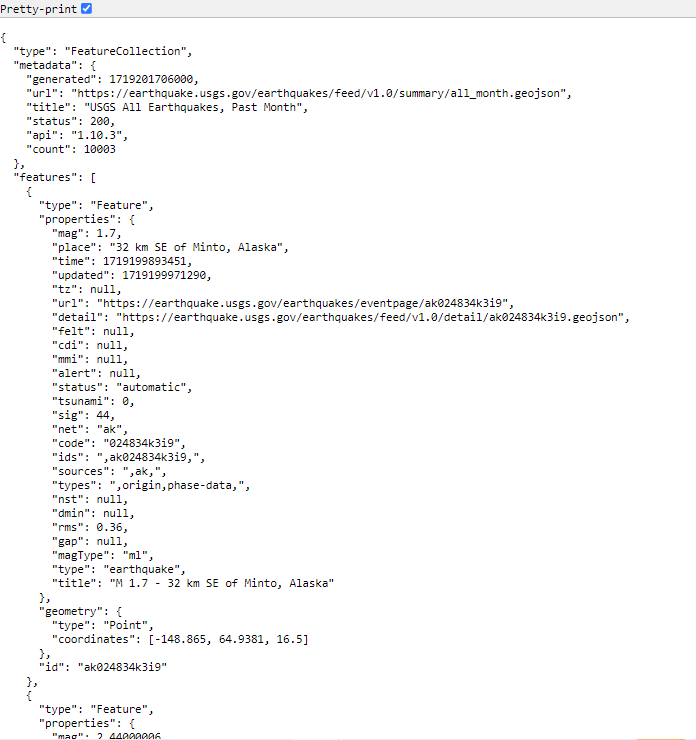 Pretty-print
{
"type": "FeatureCollection",
"metadata": {
"generated": 1719201706000,
"url": "https://earthquake.usgs.gov/earthquakes/feed/v1.0/summary/all_month.geojson",
"title": "USGS All Earthquakes, Past Month",
"status": 200,
"api": "1.10.3",
"count": 10003
},
"features": [
{
"type": "Feature",
"properties": {
"mag": 1.7,
"place": "32 km SE of Minto, Alaska",
"time": 1719199893451,
"updated": 1719199971290,
"tz": null,
"url": "https://earthquake.usgs.gov/earthquakes/eventpage/ak024834k3i9",
"detail": "https://earthquake.usgs.gov/earthquakes/feed/v1.0/detail/ak024834k3i9.geojson",
"felt": null,
"cdi": null,
"mmi": null,
"alert": null,
"status": "automatic",
"tsunami": 0,
"sig": 44,
"net": "ak",
"code": "024834k3i9",
"ids": ",ak024834k3i9,",
"sources": ",ak,",
"types": ",origin,phase-data,",
"nst": null,
"dmin": null,
"rms": 0.36,
"gap": null,
"magType": "ml",
"type": "earthquake",
"title": "M 1.7 - 32 km SE of Minto, Alaska"
},
"geometry": {
"type": "Point",
"coordinates": [-148.865, 64.9381, 16.5]
},
"id": "ak024834k3i9"
},
{
"type": "Feature",
"properties": {
"mag": 2.44000006